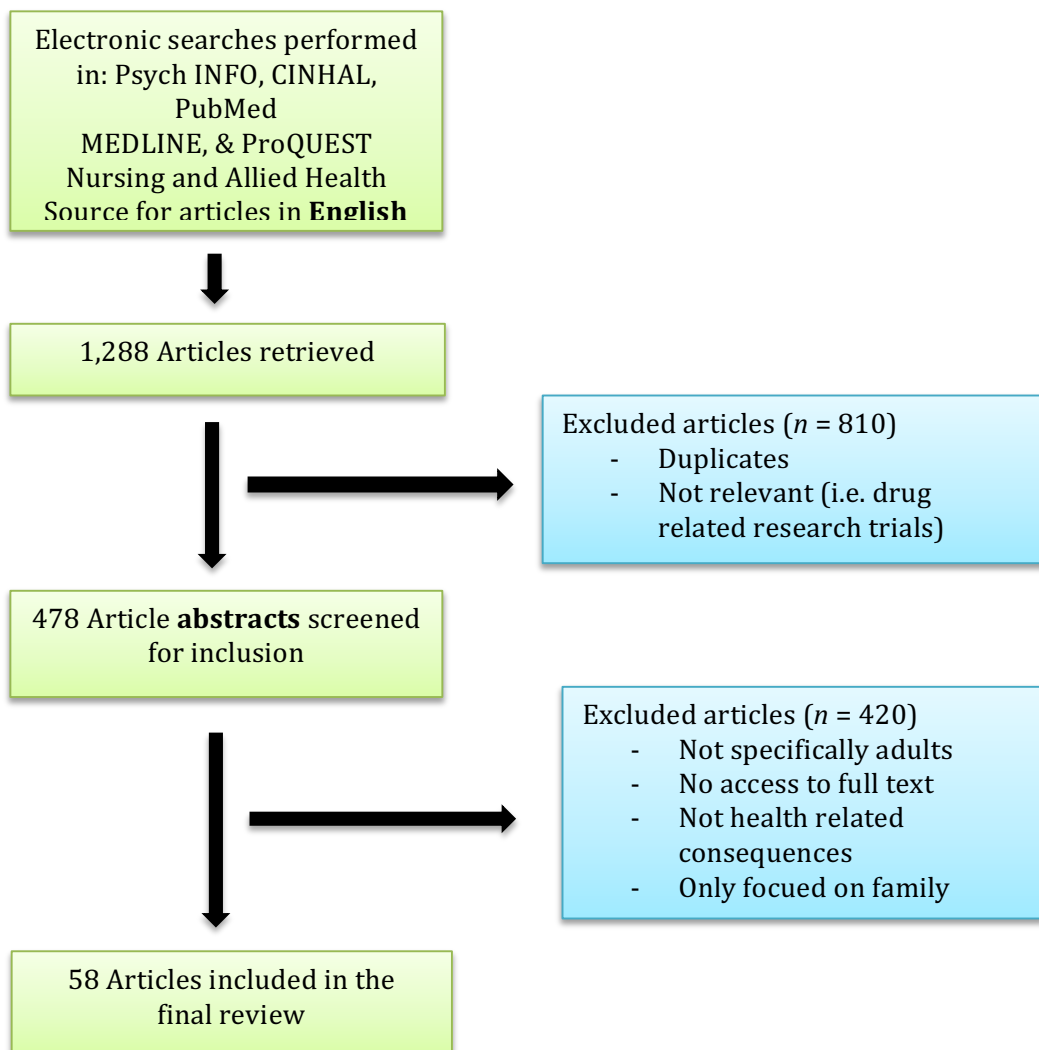 Electronic searches performed
in: Psych INFO, CINHAL,
PubMed
MEDLINE, & ProQUEST
Nursing and Allied Health
Source for articles in English
1,288 Articles retrieved
Excluded articles (n = 810)
- Duplicates
- Not relevant (i.e. drug
related research trials)
478 Article abstracts screened
for inclusion
Excluded articles (n = 420)
- Not specifically adults
- No access to full text
- Not health related
consequences
- Only focued on family
58 Articles included in the
final review